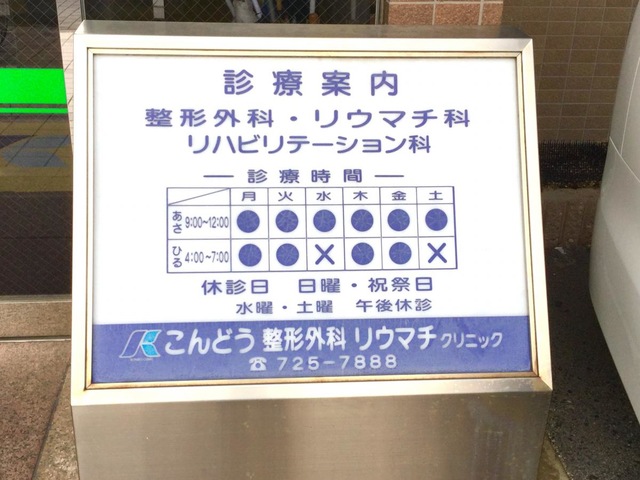 診療案内
整形外科・リウマチ科
リハビリテーション科
診療時間
月 火 水 木 金 土
あさ 9:00~12:00 ● ● ● ● ● ●
ひる 4:00~7:00 ● ● × ● ● ×
休診日 日曜・祝祭日
水曜・土曜 午後休診
こんどう 整形外科 リウマチ クリニック
☎725-7888